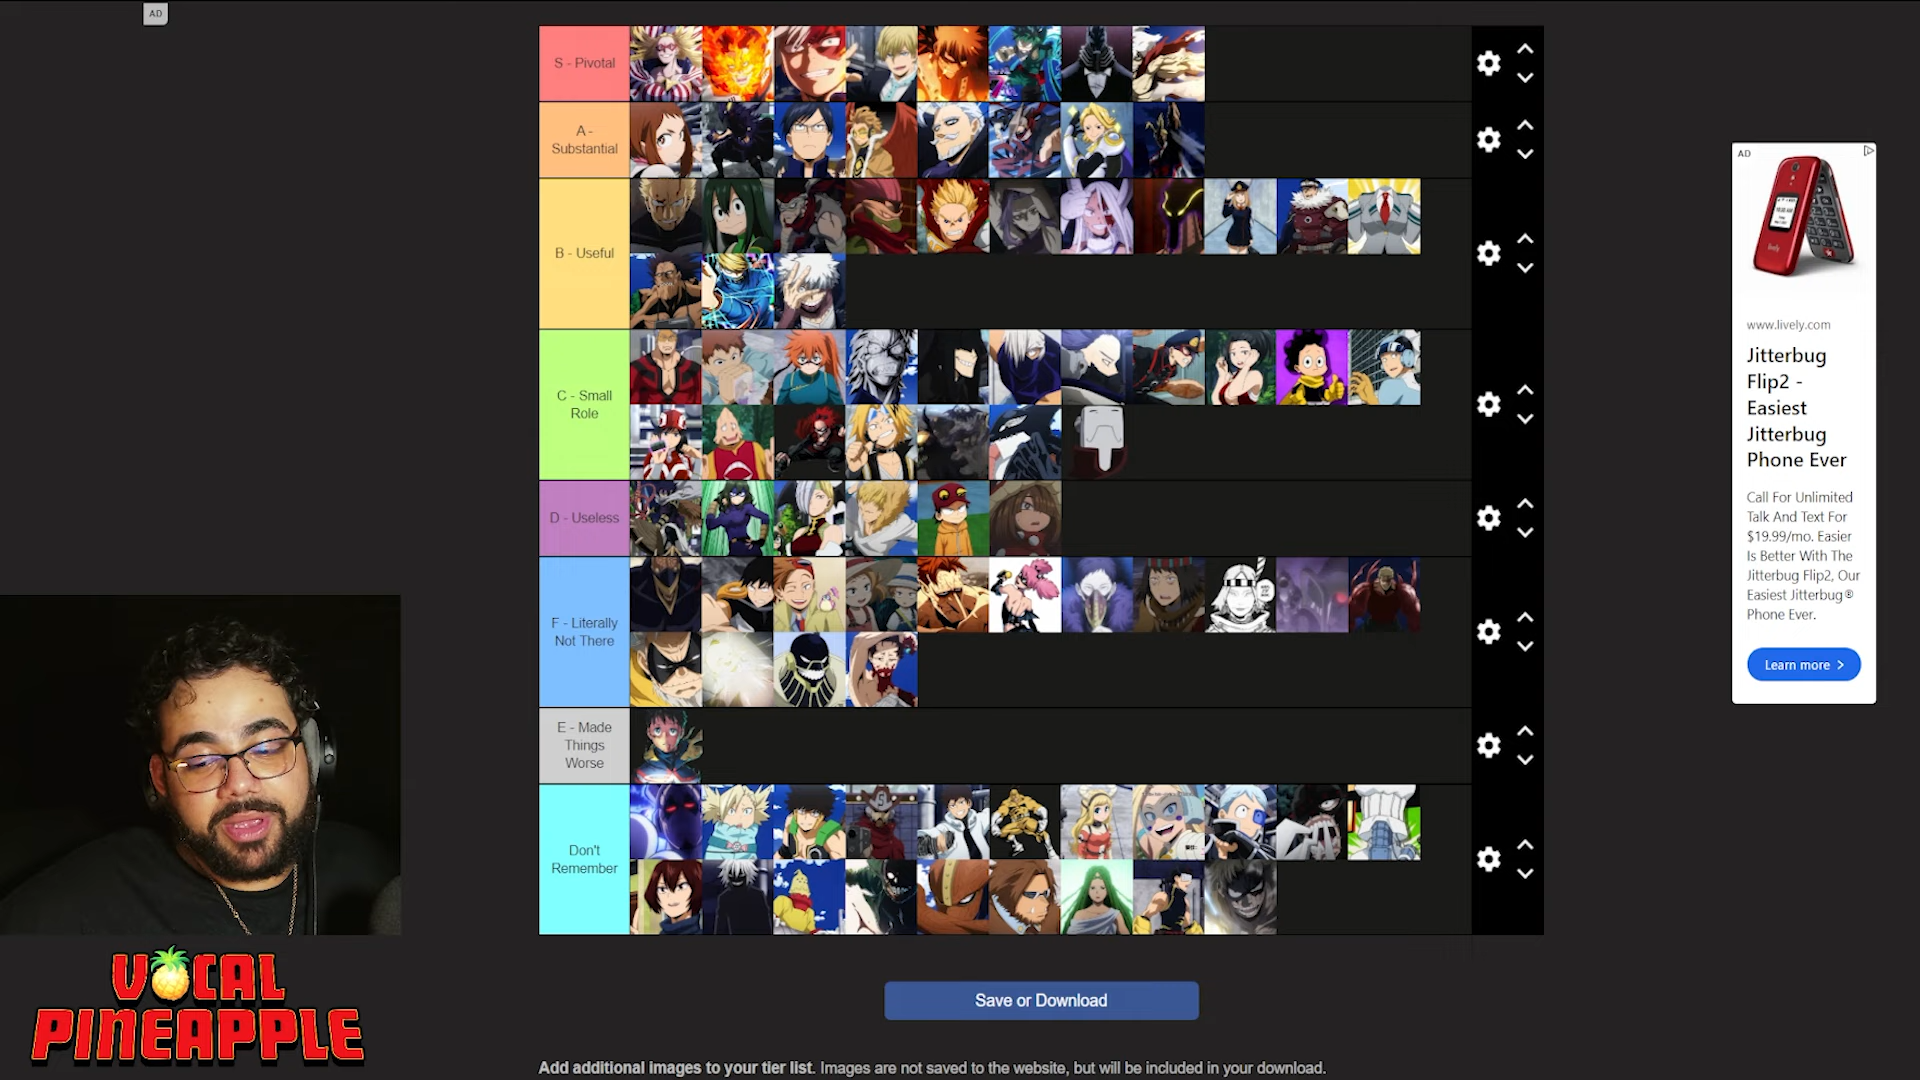 AD
S - Pivotal
A -
Substantial
B - Useful
C - Small
Role
D - Useless
F - Literally
Not There
E - Made
Things
Worse
Don't
Remember
Save or Download
Add additional images to your tier list. Images are not saved to the website, but will be included in your download.
VOCAL
PINEAPPLE
AD
www.lively.com
Jitterbug
Flip2 -
Easiest
Jitterbug
Phone Ever
Call For Unlimited
Talk And Text For
$19.99/mo. Easier
Is Better With The
Jitterbug Flip2, Our
Easiest Jitterbug®
Phone Ever.
Learn more >